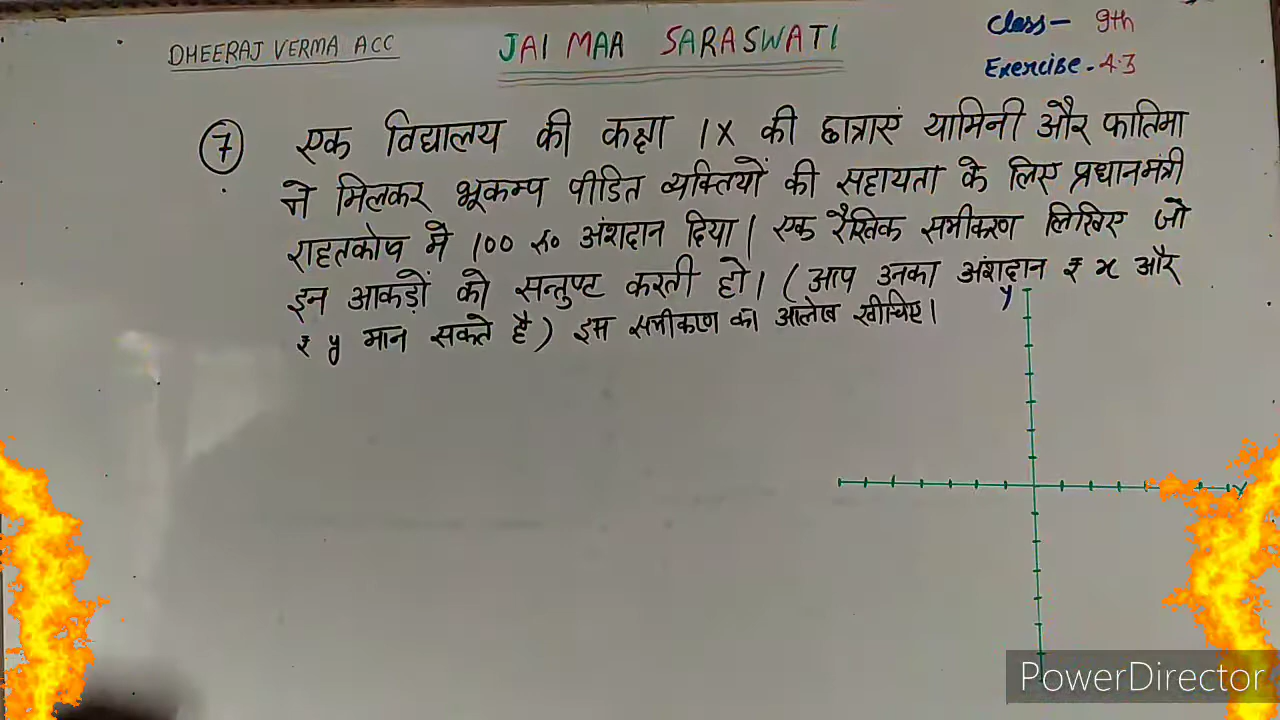 DHEERAJ VERMA ACC
JAI MAA SARASWATI
Class- 9th
Exercise-4.3
7 एक विद्यालय की कक्षा IX की छात्राएं यामिनी और फातिमा
ने मिलकर भूकम्प पीडित व्यक्तियों की सहायता के लिए प्रधानमंत्री
राहतकोष मे 100 रु० अंशदान दिया। एक रैखिक समीकरण लिखिए जो
इन आकड़ों को सन्तुष्ट करती हो। (आप उनका अंशदान ₹ x और
₹ y मान सकते है) इस समीकरण का आलेख खीचिए।
y
PowerDirector